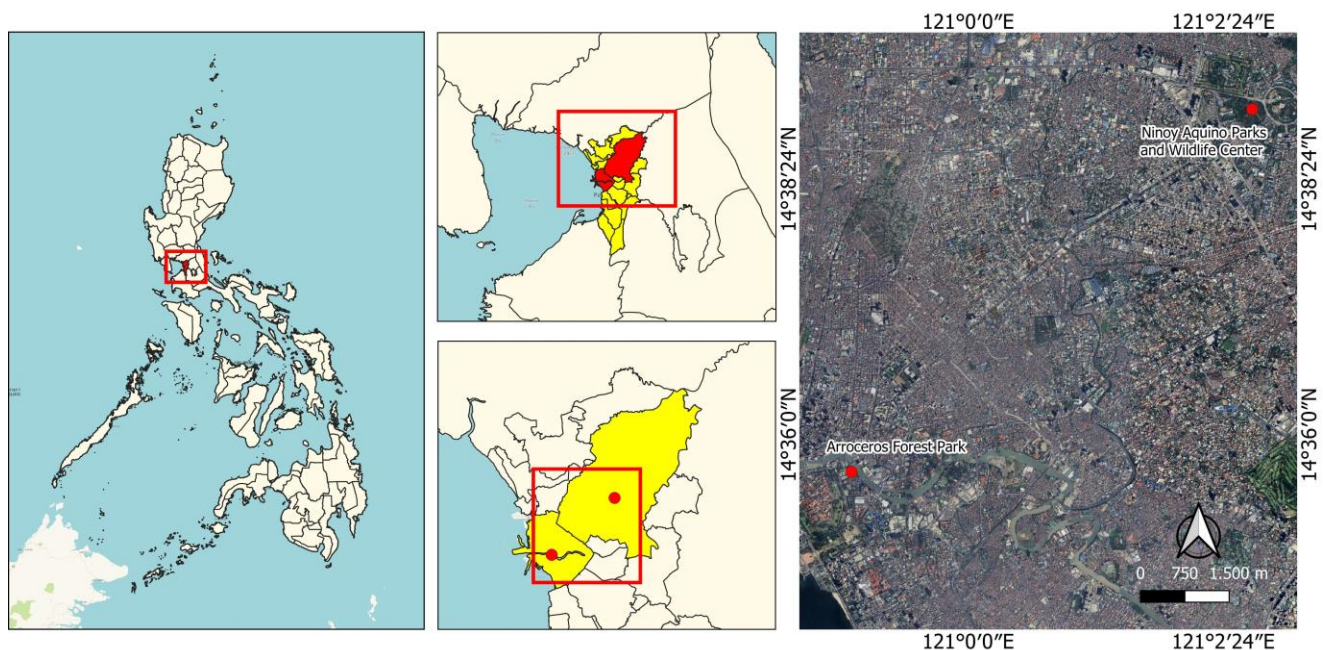 121°0′0″E
121°2′24″E
Ninoy Aquino Parks
and Wildlife Center
14°38′24″N
14°38′24″N
Arroceros Forest Park
14°36′0″N
14°36′0″N
0 750 1.500 m
121°0′0″E
121°2′24″E